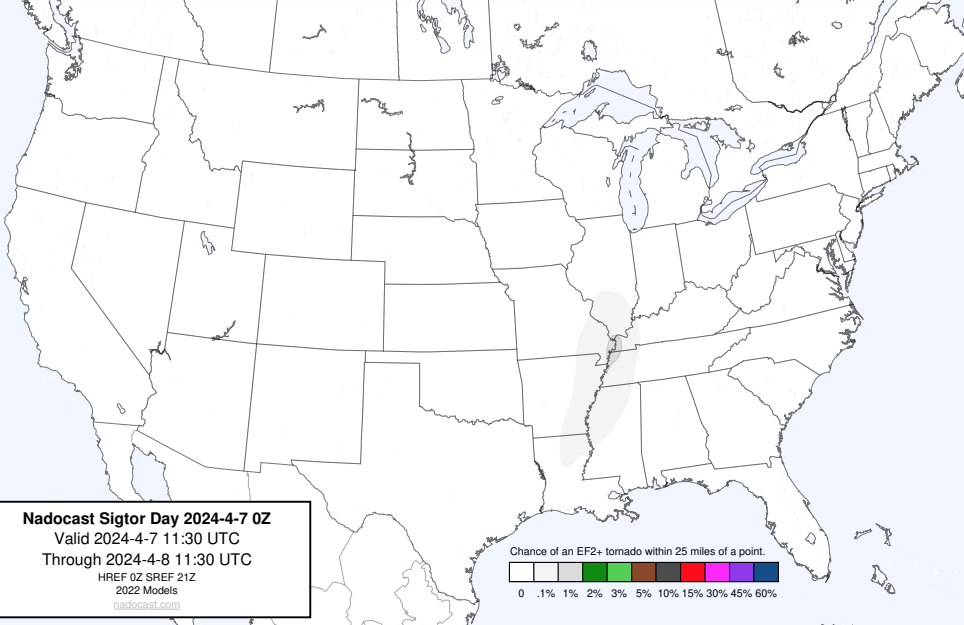 Nadocast Sigtor Day 2024-4-7 0Z
Valid 2024-4-7 11:30 UTC
Through 2024-4-8 11:30 UTC
HREF 0Z SREF 21Z
2022 Models
nadocast.com
Chance of an EF2+ tornado within 25 miles of a point.
0 .1% 1% 2% 3% 5% 10% 15% 30% 45% 60%